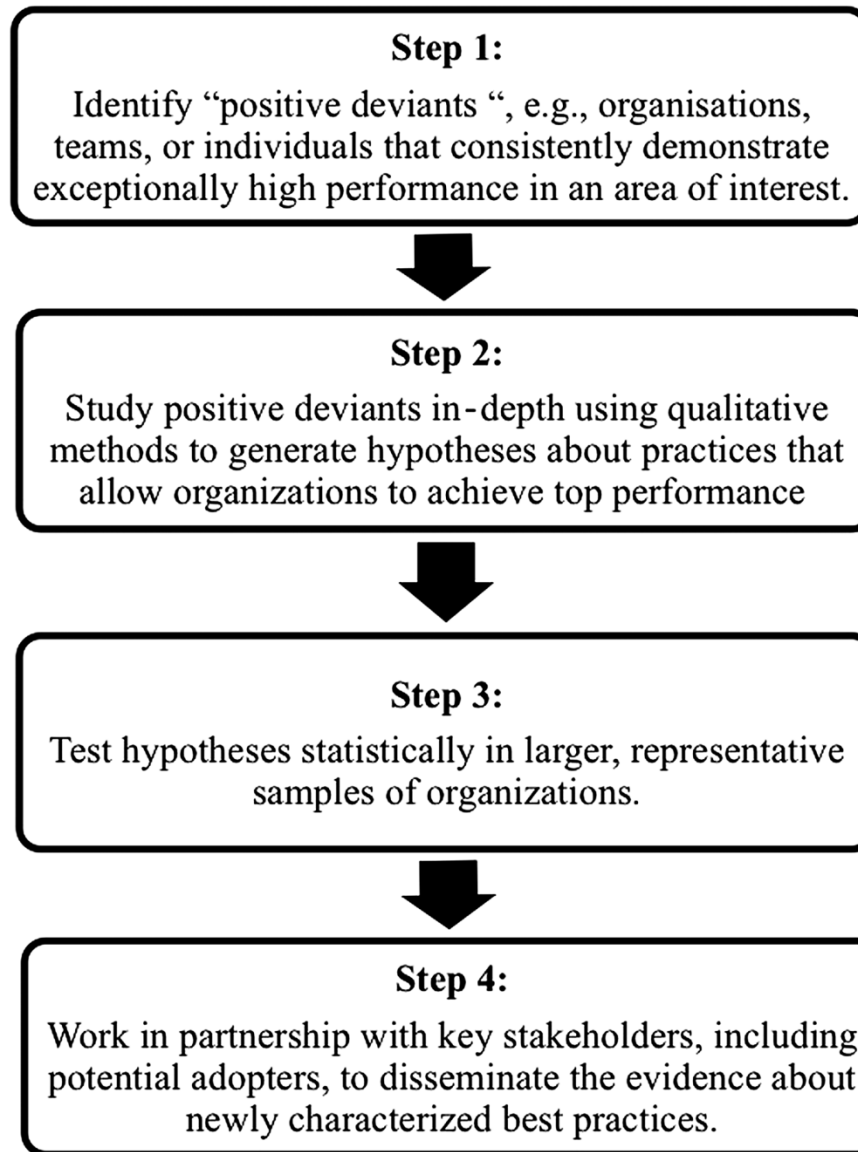 Step 1:
Identify “positive deviants “, e.g., organisations,
teams, or individuals that consistently demonstrate
exceptionally high performance in an area of interest.
Step 2:
Study positive deviants in-depth using qualitative
methods to generate hypotheses about practices that
allow organizations to achieve top performance
Step 3:
Test hypotheses statistically in larger, representative
samples of organizations.
Step 4:
Work in partnership with key stakeholders, including
potential adopters, to disseminate the evidence about
newly characterized best practices.